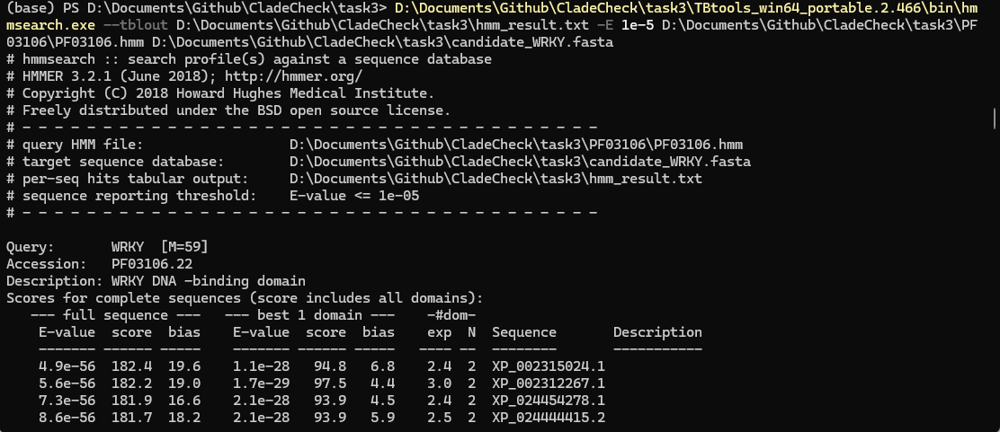 (base) PS D:\Documents\Github\CladeCheck\task3> D:\Documents\Github\CladeCheck\task3\TBtools_win64_portable.2.466\bin\hm
msearch.exe --tblout D:\Documents\Github\CladeCheck\task3\hmm_result.txt -E 1e-5 D:\Documents\Github\CladeCheck\task3\PF
03106\PF03106.hmm D:\Documents\Github\CladeCheck\task3\candidate_WRKY.fasta
# hmmsearch :: search profile(s) against a sequence database
# HMMER 3.2.1 (June 2018); http://hmmer.org/
# Copyright (C) 2018 Howard Hughes Medical Institute.
# Freely distributed under the BSD open source license.
# - - - - - - - - - - - - - - - - - - - - - - - - - - - - - - - - - - - -
# query HMM file:                  D:\Documents\Github\CladeCheck\task3\PF03106\PF03106.hmm
# target sequence database:        D:\Documents\Github\CladeCheck\task3\candidate_WRKY.fasta
# per-seq hits tabular output:     D:\Documents\Github\CladeCheck\task3\hmm_result.txt
# sequence reporting threshold:    E-value <= 1e-05
# - - - - - - - - - - - - - - - - - - - - - - - - - - - - - - - - - - - -
Query:       WRKY  [M=59]
Accession:   PF03106.22
Description: WRKY DNA -binding domain
Scores for complete sequences (score includes all domains):
   --- full sequence ---   --- best 1 domain ---    -#dom-
    E-value  score  bias    E-value  score  bias    exp  N  Sequence       Description
    ------- ------ -----    ------- ------ -----   ---- --  --------       -----------
    4.9e-56  182.4  19.6    1.1e-28   94.8   6.8    2.4  2  XP_002315024.1
    5.6e-56  182.2  19.0    1.7e-29   97.5   4.4    3.0  2  XP_002312267.1
    7.3e-56  181.9  16.6    2.1e-28   93.9   4.5    2.4  2  XP_024454278.1
    8.6e-56  181.7  18.2    2.1e-28   93.9   5.9    2.5  2  XP_024444415.2